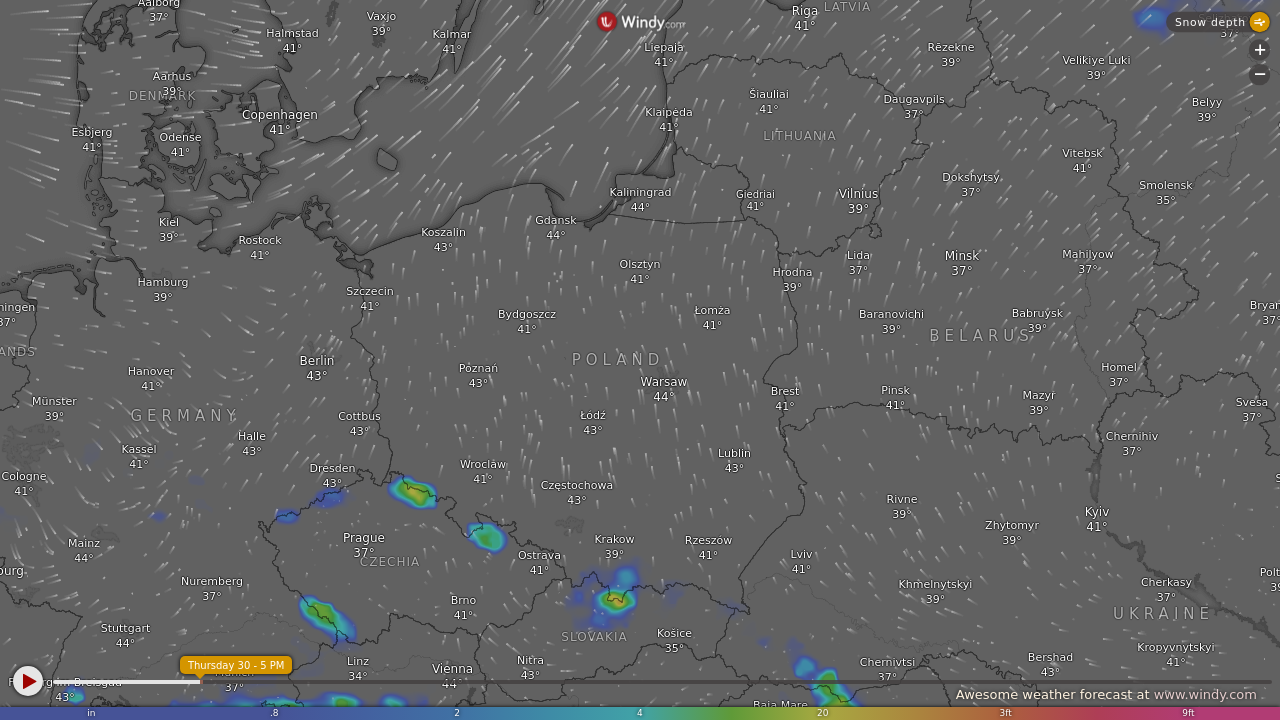 Aalborg
37°
Halmstad
41°
Vaxjo
39°
Kalmar
41°
Windy.com
Riga
41°
LATVIA
Snow depth
37°
Liepaja
41°
Rēzekne
39°
Velikiye Luki
39°
+
−
Aarhus
39°
DENMARK
Copenhagen
41°
Klaipėda
41°
Šiauliai
41°
Daugavpils
37°
Belyy
39°
Esbjerg
41°
Odense
41°
LITHUANIA
Vitebsk
41°
Kaliningrad
44°
Giedriai
41°
Vilnius
39°
Dokshytsy
37°
Smolensk
35°
Kiel
39°
Rostock
41°
Koszalin
43°
Gdansk
44°
Olsztyn
41°
Hrodna
39°
Lida
37°
Minsk
37°
Mahilyow
37°
Hamburg
39°
Szczecin
41°
Bydgoszcz
41°
Łomża
41°
Baranovichi
39°
Babruysk
39°
BELARUS
POLAND
Berlin
43°
Hanover
41°
Poznań
43°
Warsaw
44°
Brest
41°
Pinsk
41°
Mazyr
39°
Homel
37°
Münster
39°
GERMANY
Cottbus
43°
Łódź
43°
Svesa
37°
Kassel
41°
Halle
43°
Dresden
43°
Wrocław
41°
Lublin
43°
Chernihiv
37°
Cologne
41°
Częstochowa
43°
Rivne
39°
Kyiv
41°
Zhytomyr
39°
Mainz
44°
Prague
37°
CZECHIA
Ostrava
41°
Krakow
39°
Rzeszow
41°
Lviv
41°
Nuremberg
37°
Brno
41°
Khmelnytskyi
39°
Cherkasy
37°
UKRAINE
Stuttgart
44°
SLOVAKIA
Košice
35°
Thursday 30 - 5 PM
37°
43°
Linz
34°
Vienna
44
Nitra
43°
Chernivtsi
37°
Bershad
43°
Kropyvnytskyi
41°
Baia Mare
Awesome weather forecast at www.windy.com
in .8 2 4 20 3ft 9ft